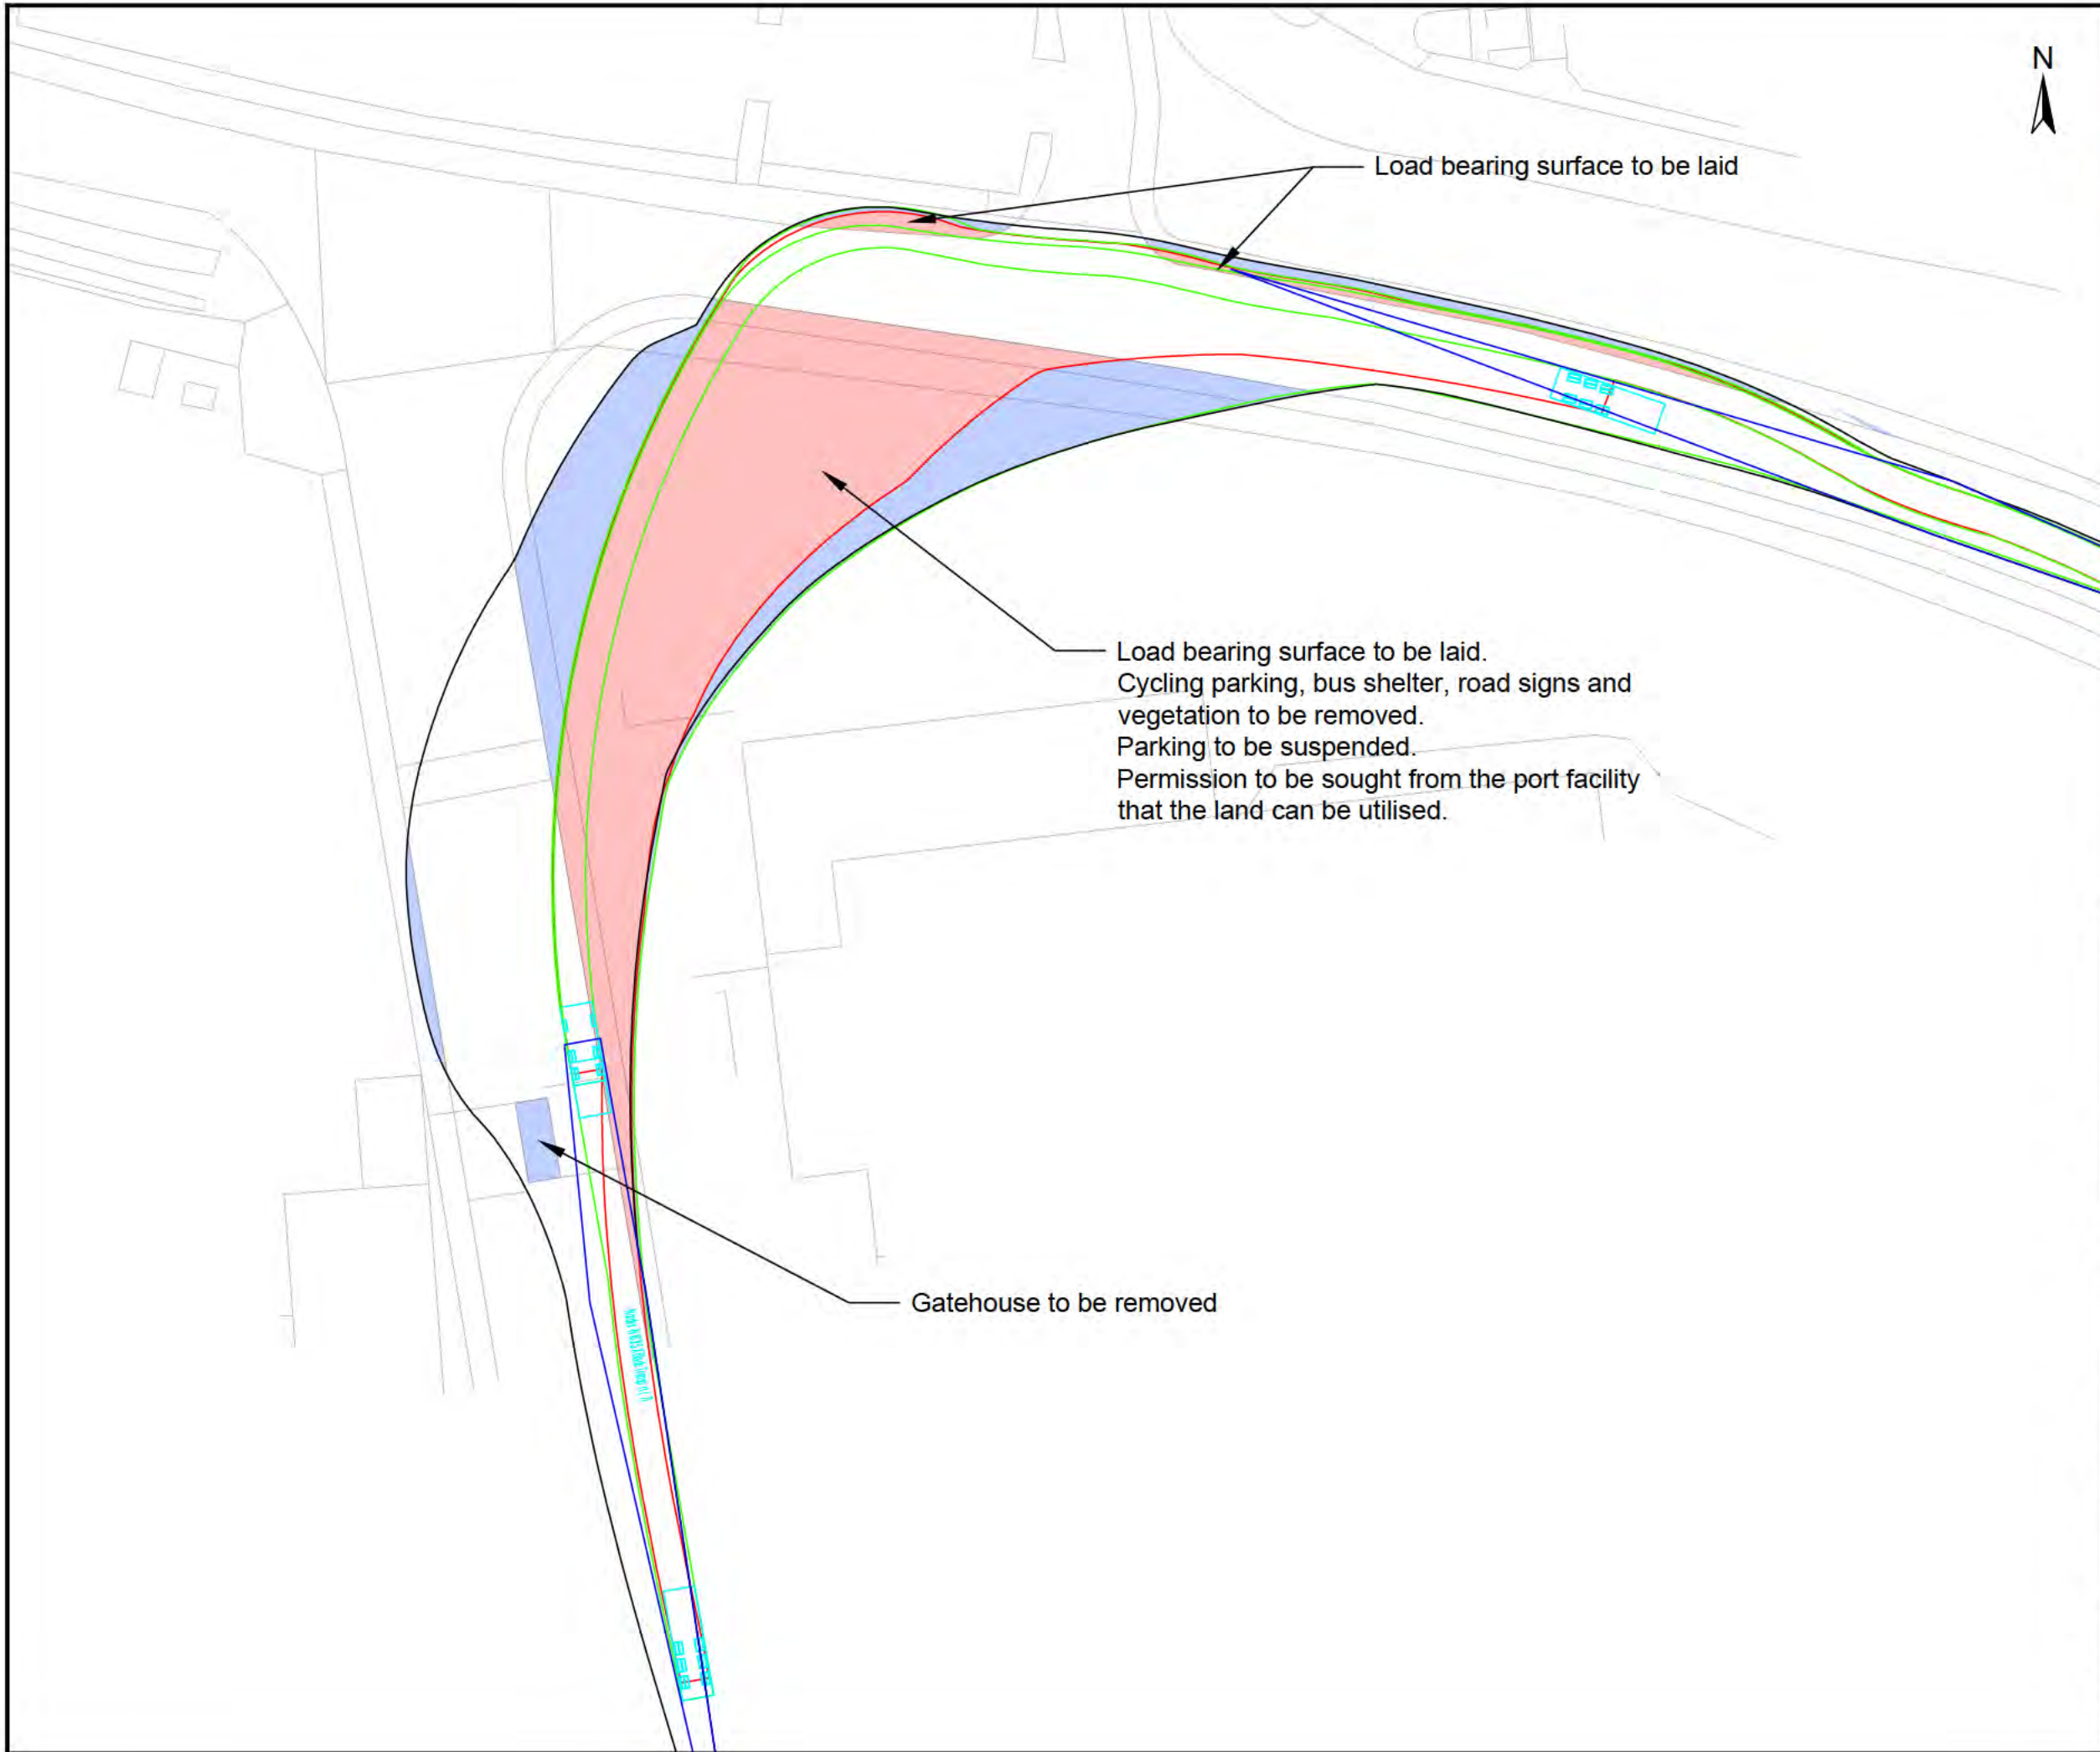 N
Load bearing surface to be laid
Load bearing surface to be laid.
Cycling parking, bus shelter, road signs and
vegetation to be removed.
Parking to be suspended.
Permission to be sought from the port facility
that the land can be utilised.
Gatehouse to be removed